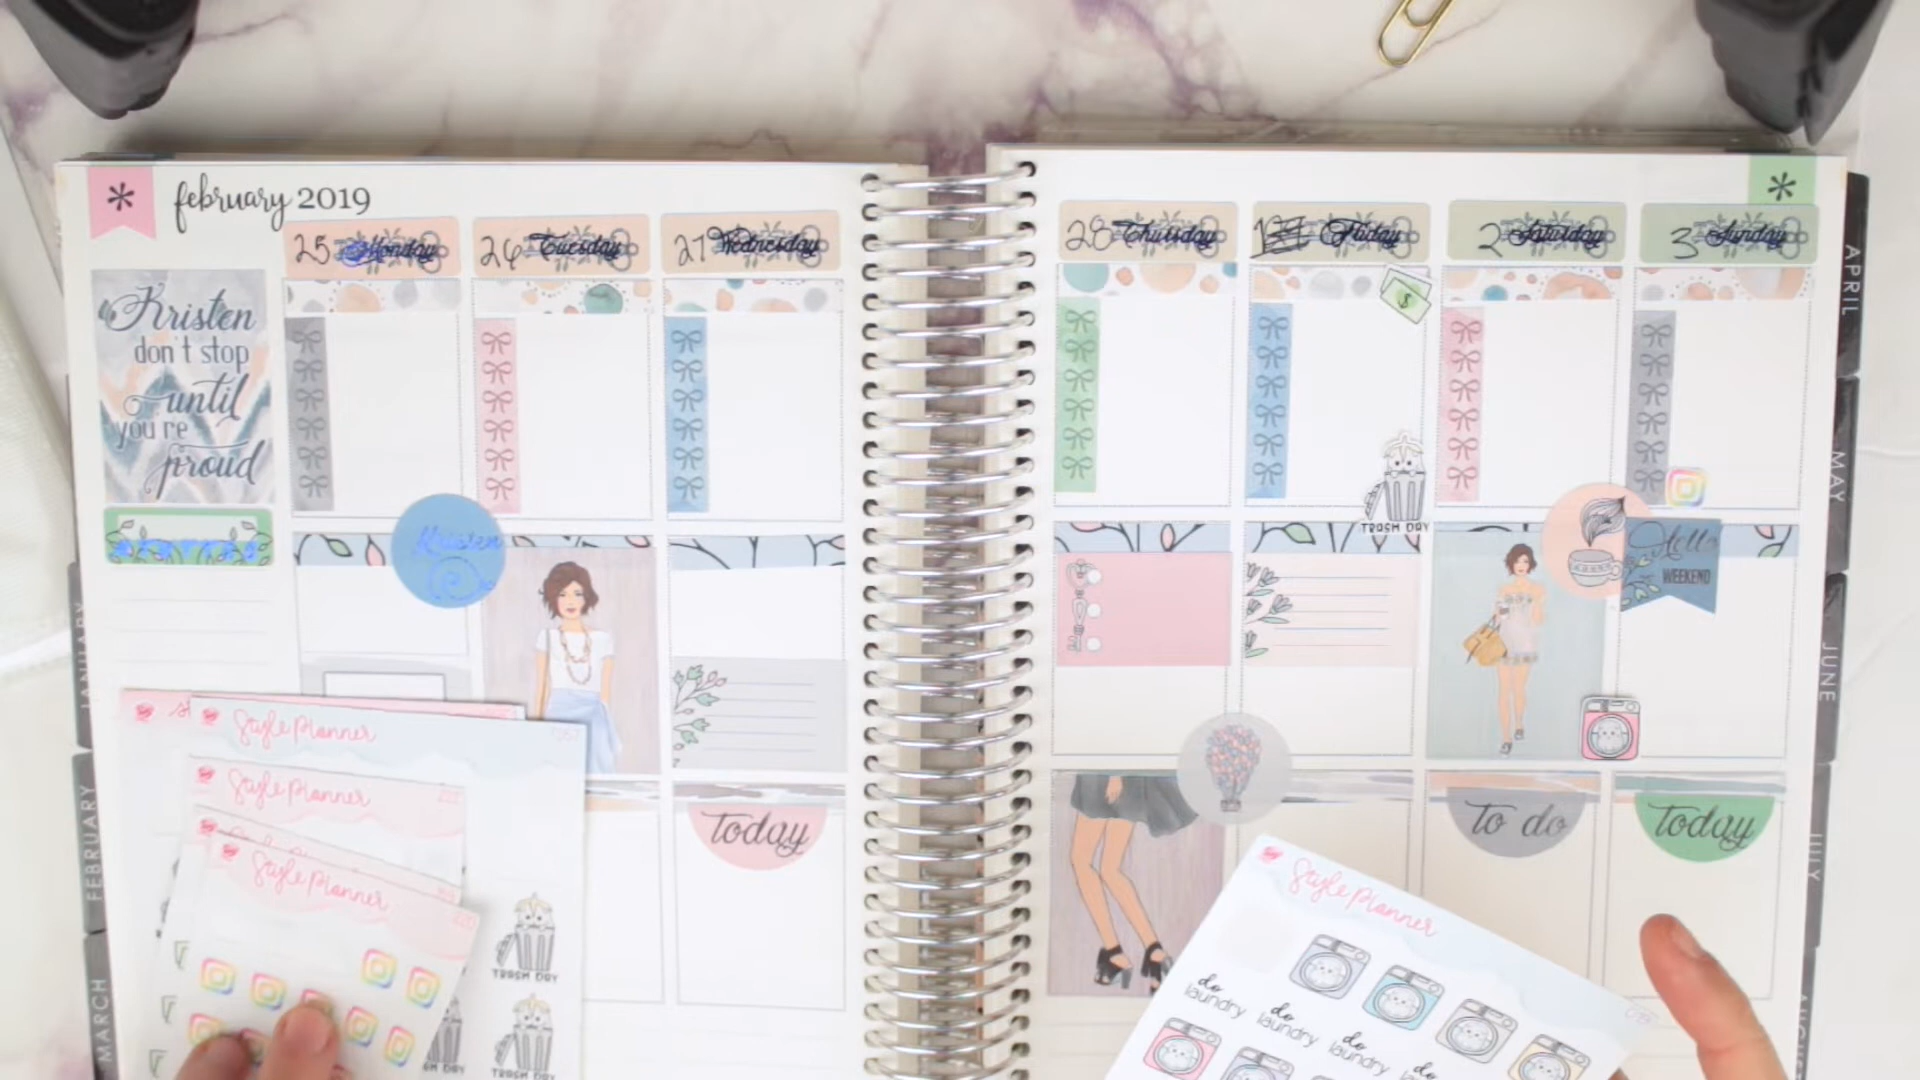 february 2019
25 Monday
26 Tuesday
27 Wednesday
28 Thursday
Friday
2 Saturday
3 Sunday
Kristen
don't stop
until
you're
proud
Kristen
TRASH DAY
Hello
WEEKEND
today
to do
today
Style Planner
Style Planner
Style Planner
TRASH DAY
TRASH DAY
Style Planner
do
laundry
do
laundry
do
laundry
do
JANUARY
FEBRUARY
MARCH
APRIL
MAY
JUNE
JULY